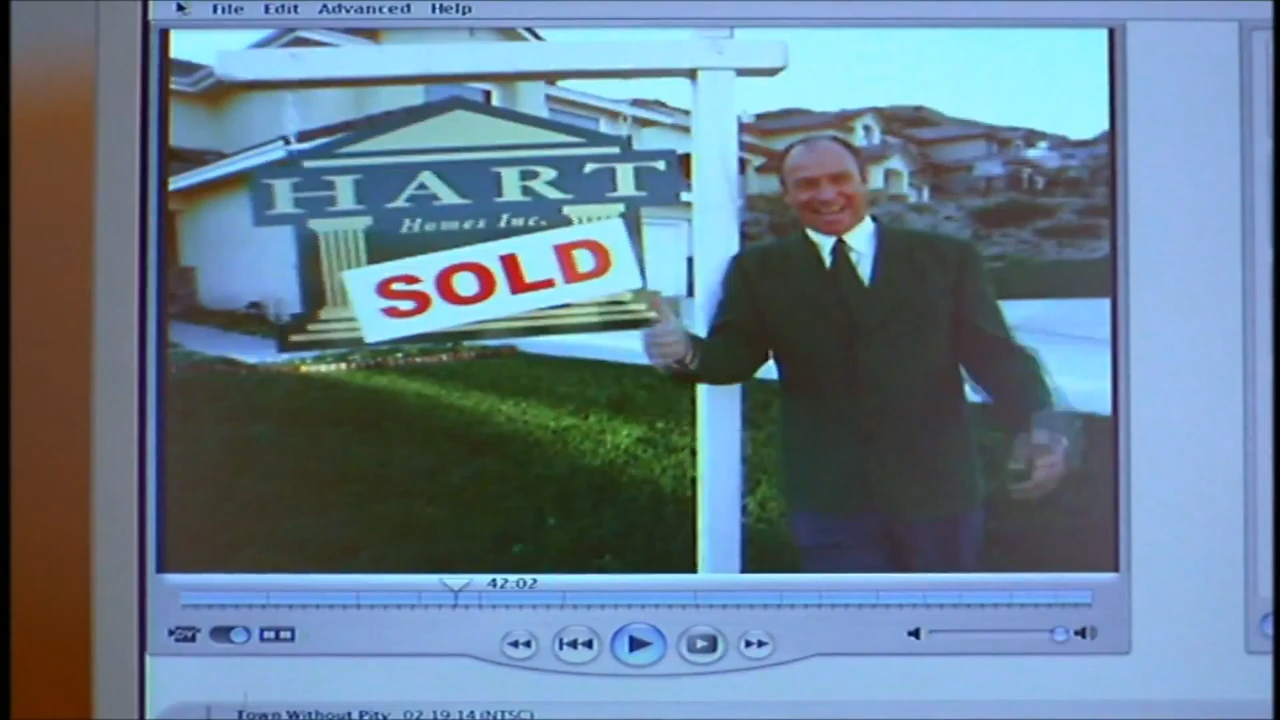 File Edit Advanced Help
HART
Homes Inc.
SOLD
42:02
Town Without Pity 02:19:14 (NTSC)